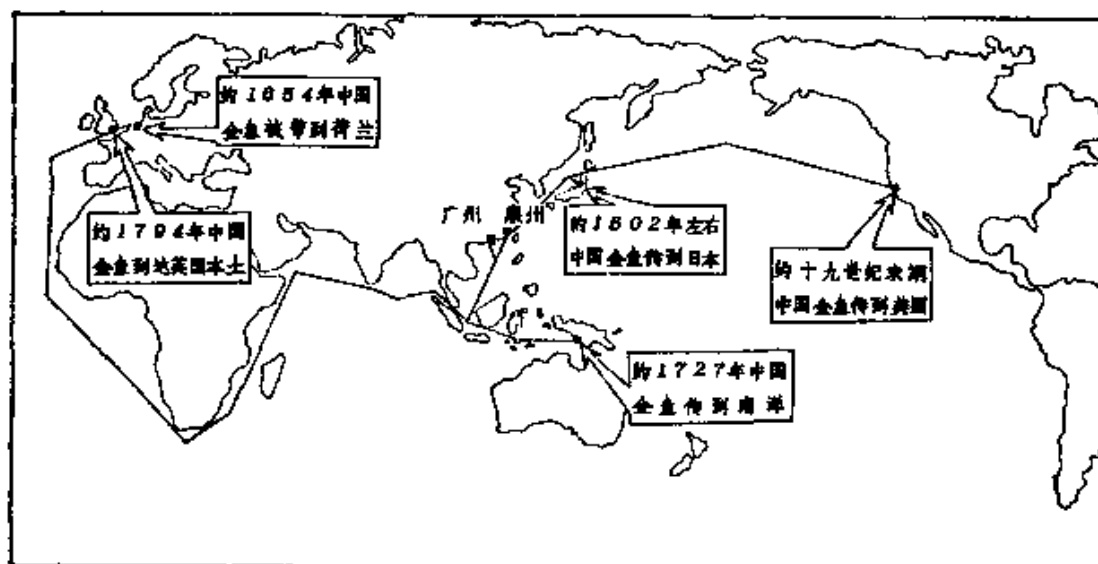 约1654年中国
金鱼被带到荷兰
约1794年中国
金鱼到达英国本土
广州 泉州
约1502年左右
中国金鱼传到日本
约十九世纪末期
中国金鱼传到美国
约1727年中国
金鱼传到南洋